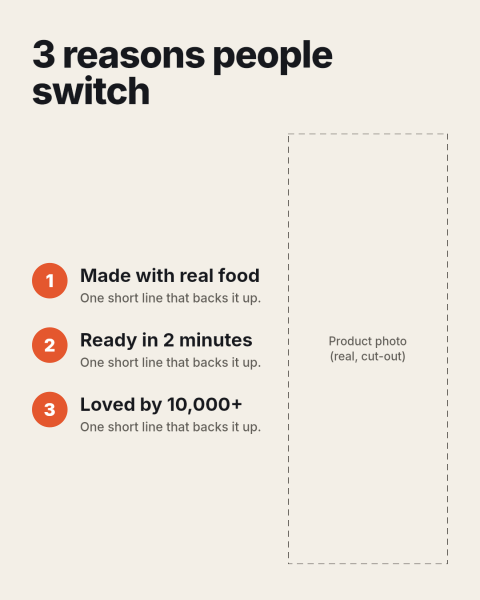 3 reasons people
switch
1 Made with real food
One short line that backs it up.
2 Ready in 2 minutes
One short line that backs it up.
3 Loved by 10,000+
One short line that backs it up.
Product photo
(real, cut-out)